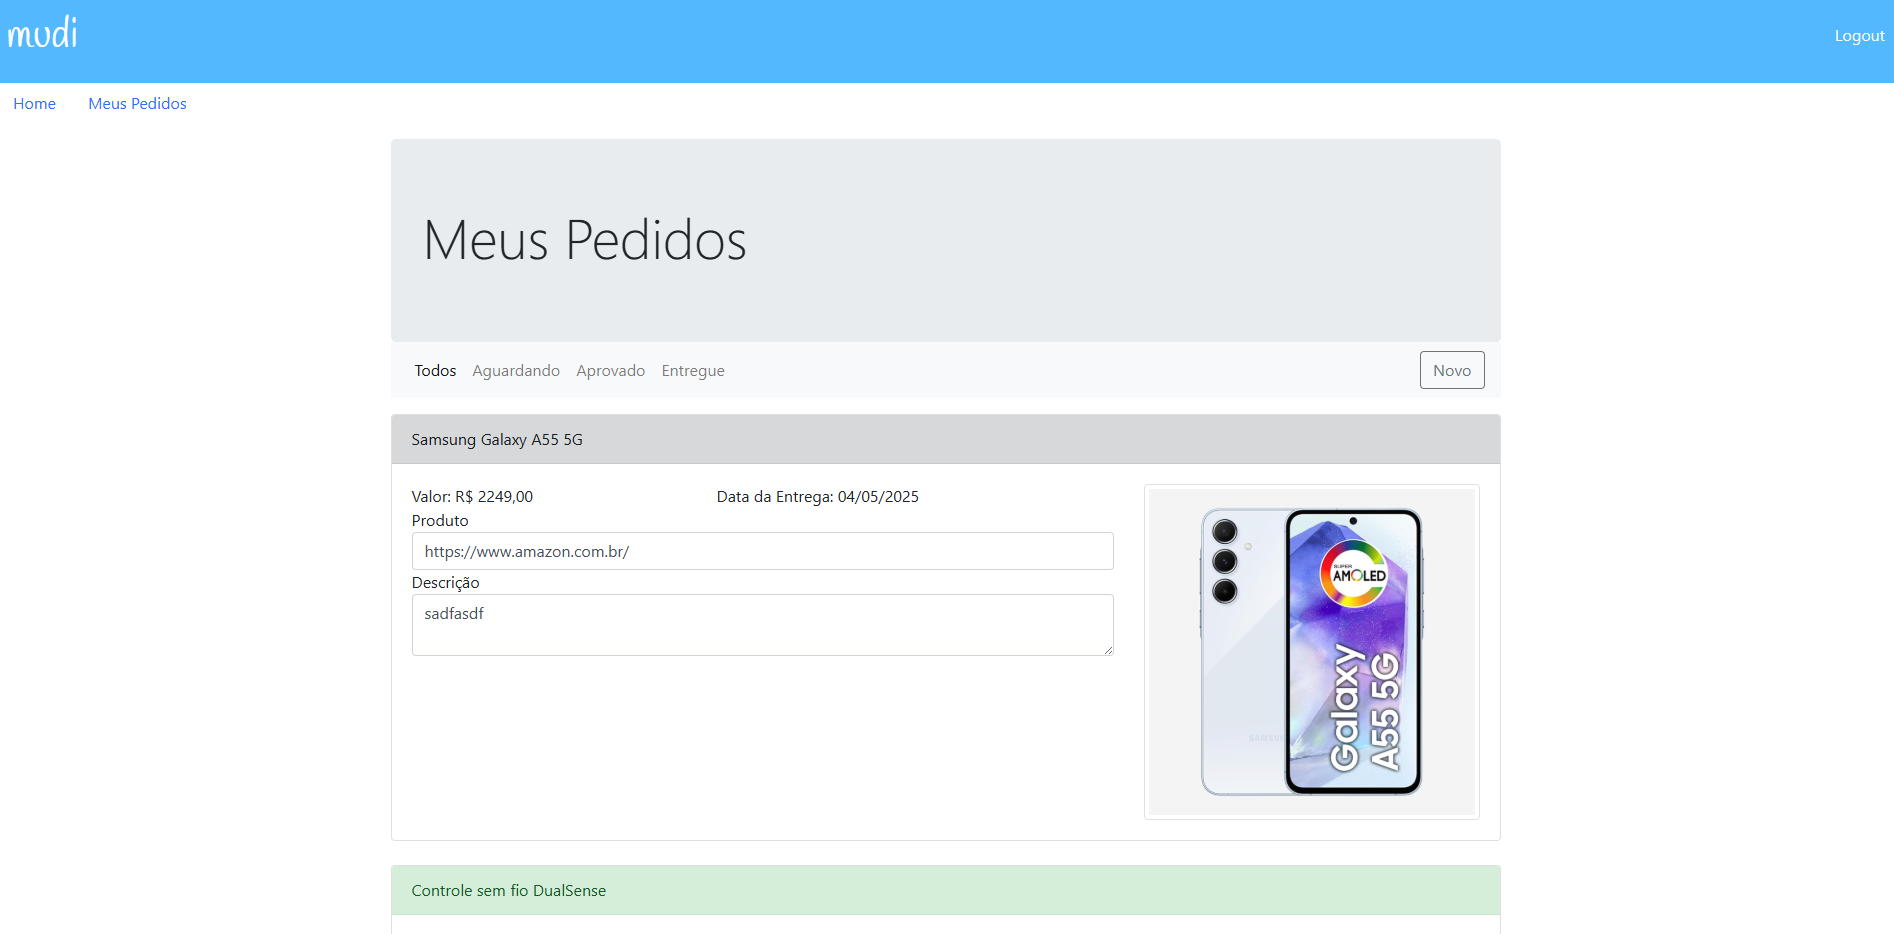 mudi
Logout
Home Meus Pedidos
Meus Pedidos
Todos Aguardando Aprovado Entregue Novo
Samsung Galaxy A55 5G
Valor: R$ 2249,00 Data da Entrega: 04/05/2025
Produto
https://www.amazon.com.br/
Descrição
sadfasdf
SUPER
AMOLED
Galaxy
A55 5G
SAMSUNG
Controle sem fio DualSense